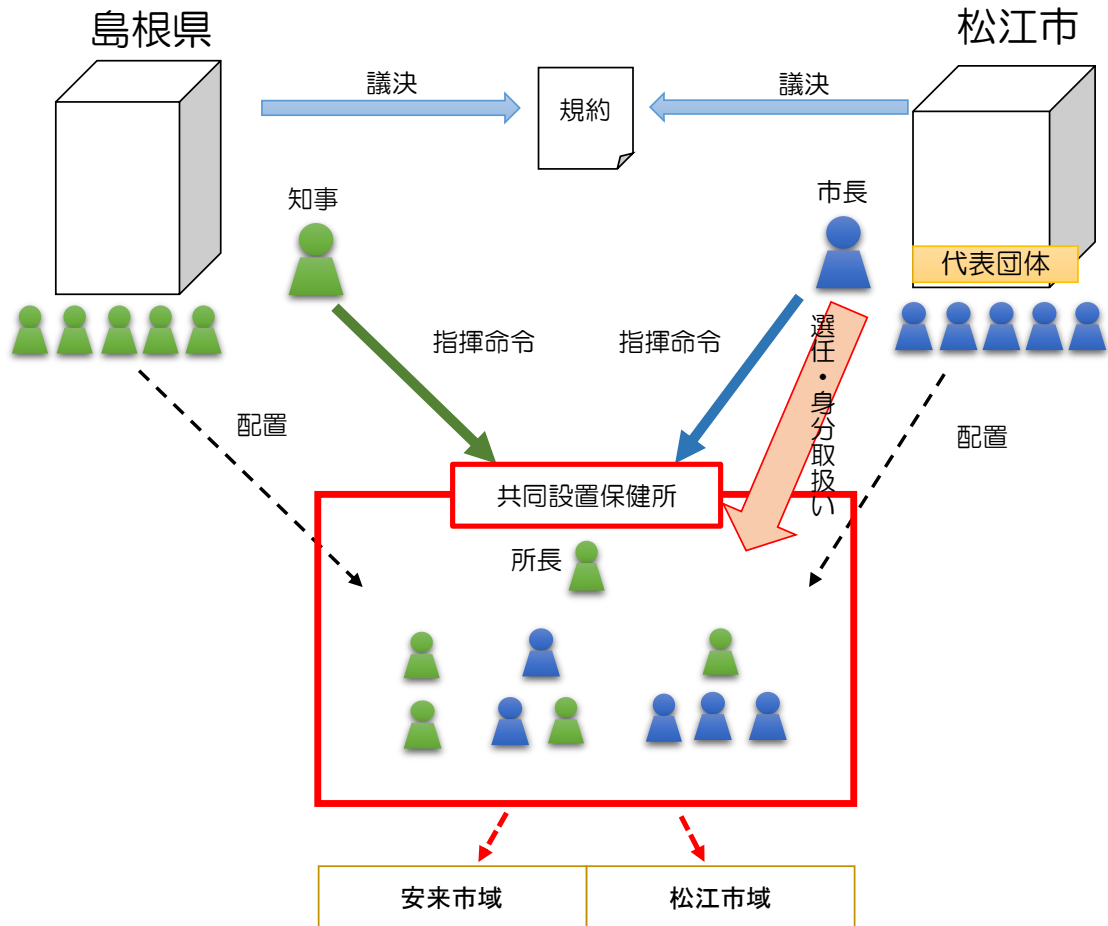 島根県
松江市
議決
規約
議決
知事
市長
代表団体
指揮命令
指揮命令
選任・身分取扱い
配置
配置
共同設置保健所
所長
安来市域
松江市域